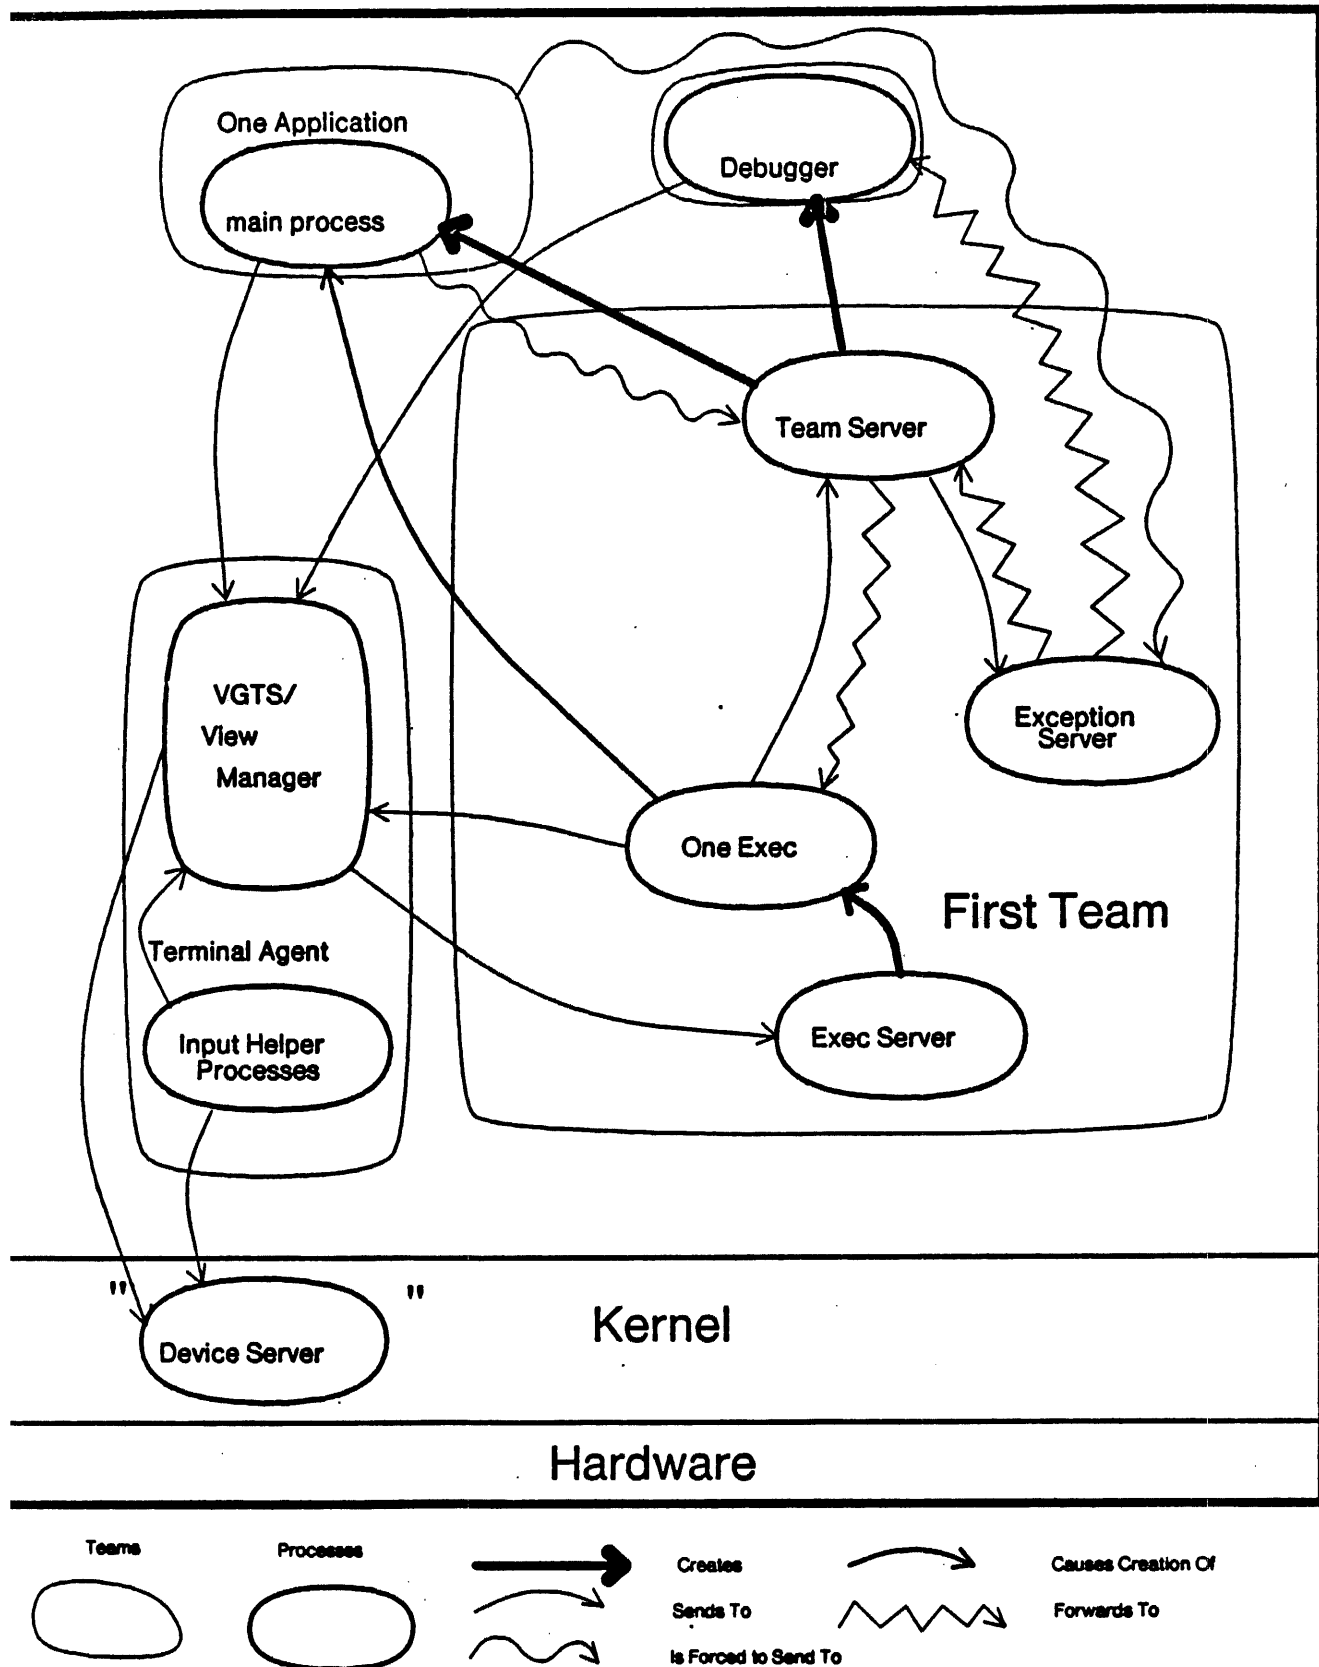 One Application
main process
Debugger
Team Server
VGTS/
View
Manager
Exception
Server
One Exec
First Team
Terminal Agent
Input Helper
Processes
Exec Server
" "
Device Server
Kernel
Hardware
Teams
Processes
Creates
Causes Creation Of
Sends To
Forwards To
Is Forced to Send To